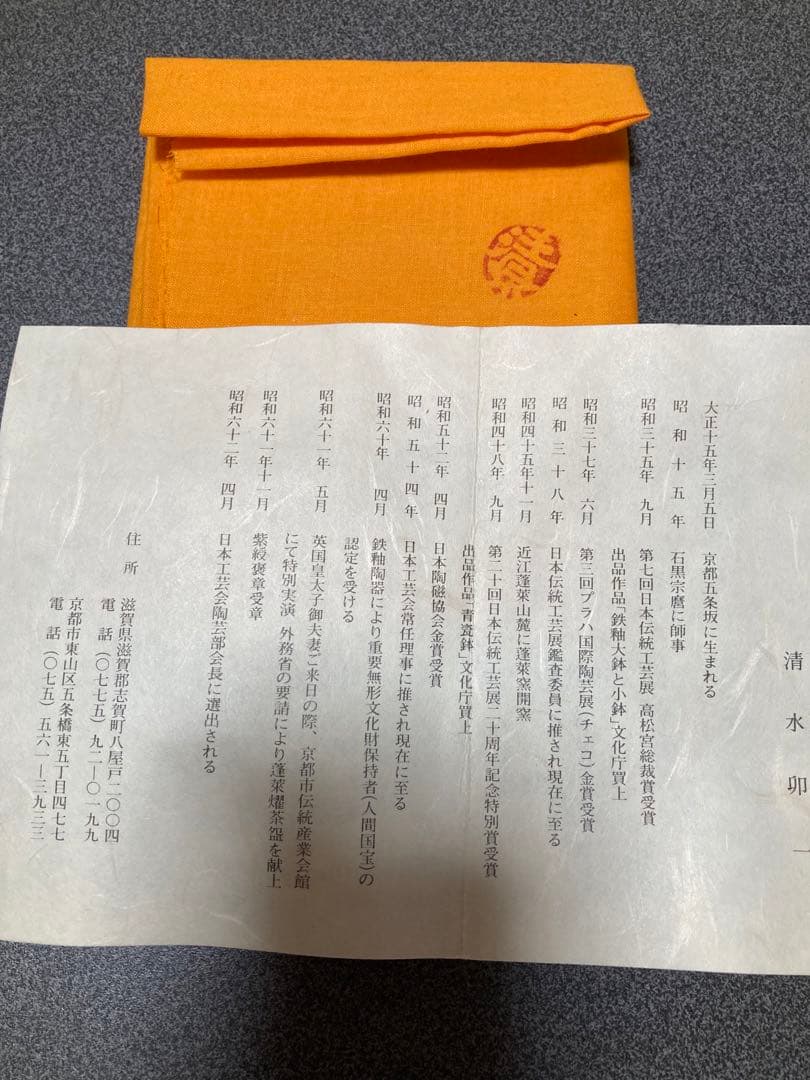 清水卯一
大正十五年三月五日 京都五条坂に生まれる
昭和十五年 石黒宗麿に師事
昭和三十五年 九月 第七回日本伝統工芸展 高松宮総裁賞受賞
出品作品「鉄釉大鉢と小鉢」文化庁買上
昭和三十七年 六月 第三回プラハ国際陶芸展(チェコ)金賞受賞
昭和三十八年 日本伝統工芸展鑑査委員に推され現在に至る
昭和四十五年十一月 近江蓬莱山麓に蓬莱窯開窯
昭和四十八年 九月 第二十回日本伝統工芸展二十周年記念特別賞受賞
出品作品「青瓷鉢」文化庁買上
昭和五十二年 四月 日本陶磁協会金賞受賞
昭和五十四年 日本工芸会常任理事に推され現在に至る
昭和六十年 四月 鉄釉陶器により重要無形文化財保持者(人間国宝)の
認定を受ける
昭和六十一年 五月 英国皇太子御夫妻ご来日の際、京都市伝統産業会館
にて特別実演 外務省の要請により蓬莱燿茶盌を献上
昭和六十一年十一月 紫綬褒章受章
昭和六十二年 四月 日本工芸会陶芸部会長に選出される
住所 滋賀県滋賀郡志賀町八屋戸二〇〇四
電話(〇七七五)九二―〇一九九
京都市東山区五条橋東五丁目四七七
電話(〇七五)五六一―三九三三